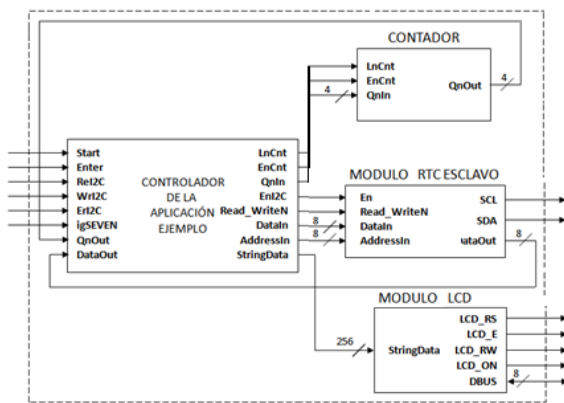 CONTADOR
LnCnt
EnCnt
QnIn
QnOut
4
4
Start
Enter
ReI2C
WrI2C
ErI2C
igSEVEN
QnOut
DataOut
CONTROLADOR
DE LA
APLICACIÓN
EJEMPLO
LnCnt
EnCnt
QnIn
EnI2C
Read_WriteN
DataIn
AddressIn
StringData
8
8
MODULO RTC ESCLAVO
En
Read_WriteN
DataIn
AddressIn
SCL
SDA
DataOut
8
MODULO LCD
256
StringData
LCD_RS
LCD_E
LCD_RW
LCD_ON
DBUS
8